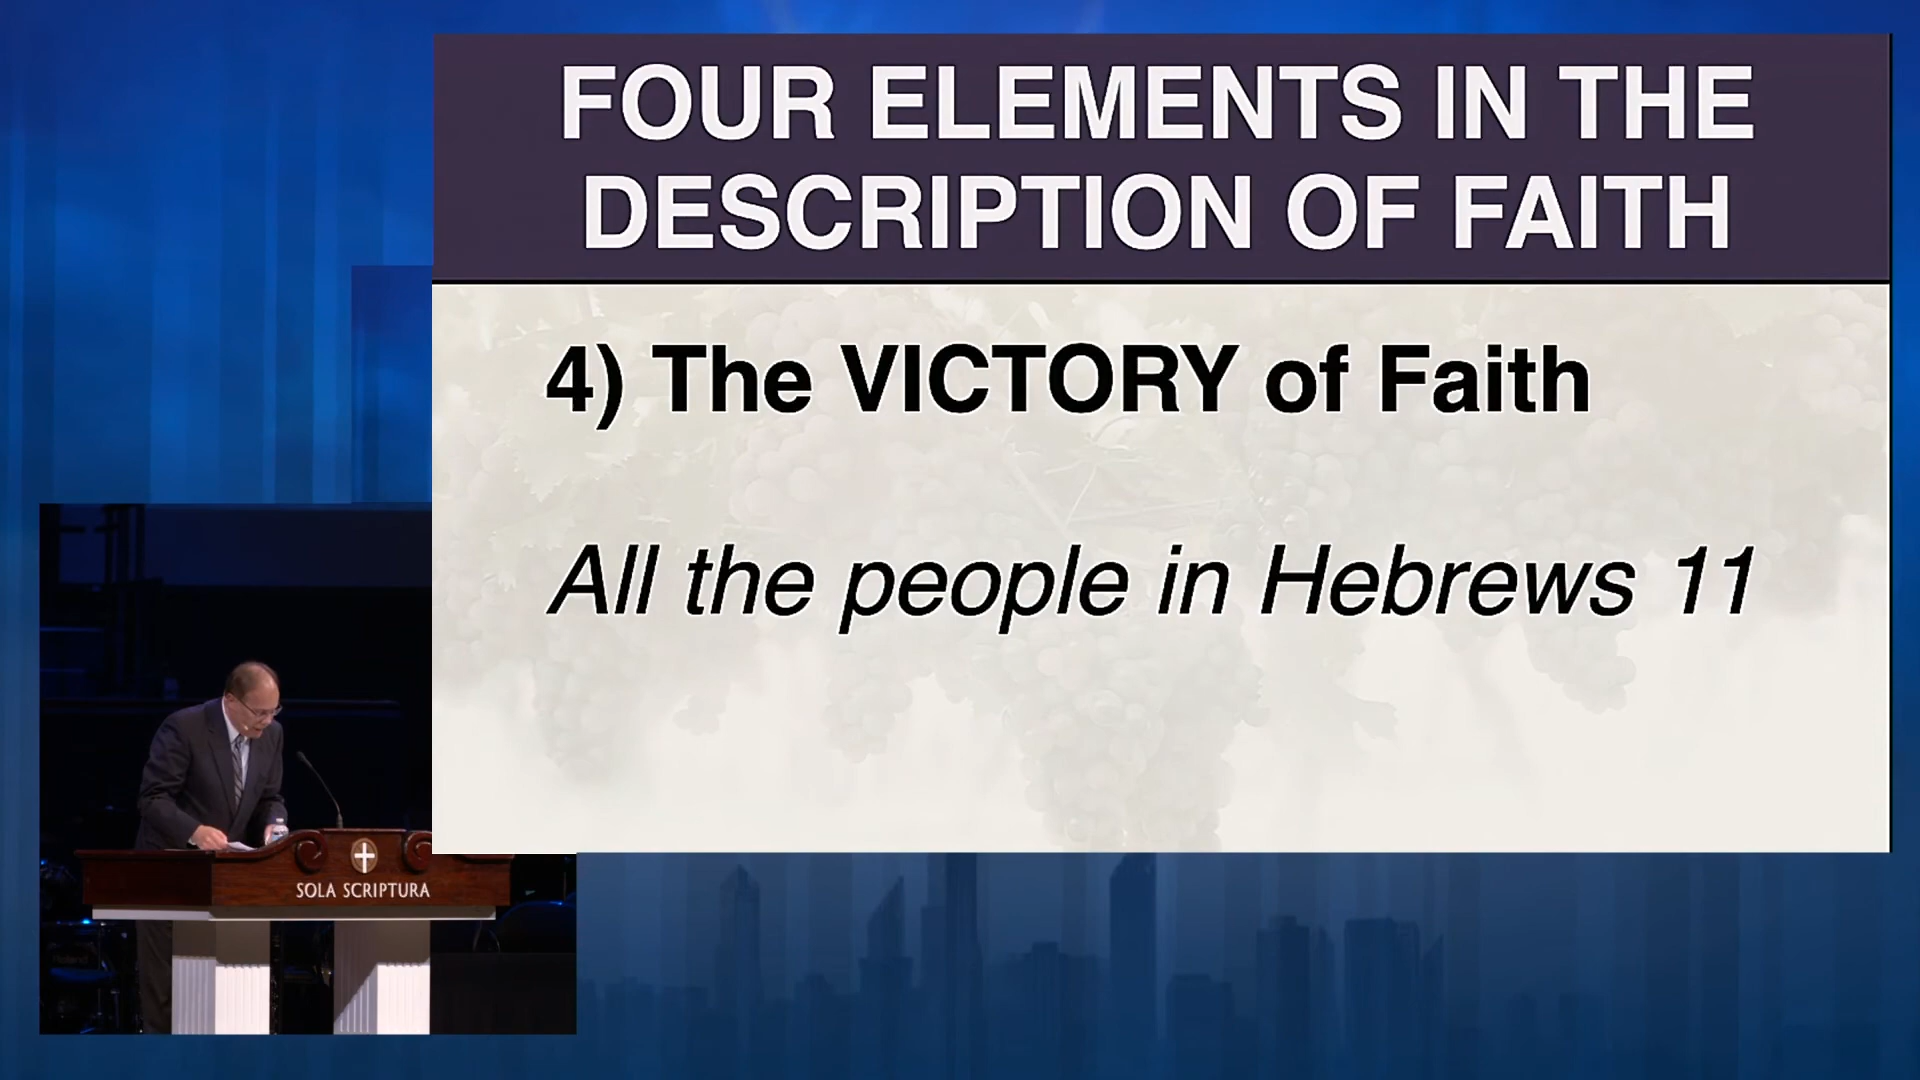 FOUR ELEMENTS IN THE
DESCRIPTION OF FAITH
4) The VICTORY of Faith
All the people in Hebrews 11
SOLA SCRIPTURA
Roland